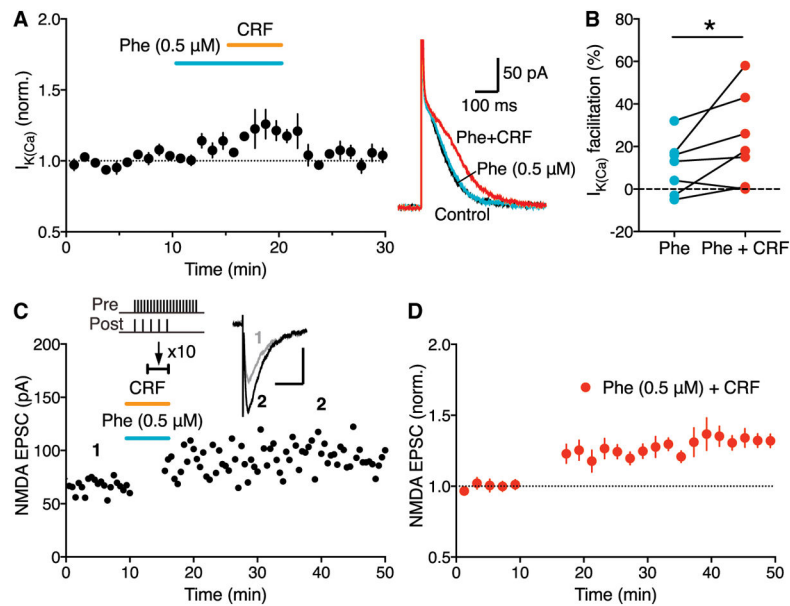 A
CRF
Phe (0.5 µM)
I K(Ca) (norm.)
2.0
1.5
1.0
0.5
0
10
20
30
Time (min)
50 pA
100 ms
Phe+CRF
Phe (0.5 µM)
Control
B
*
I K(Ca) facilitation (%)
80
60
40
20
0
-20
Phe
Phe + CRF
C
Pre
Post
x10
CRF
Phe (0.5 µM)
1
2
1
2
NMDA EPSC (pA)
200
150
100
50
0
0
10
20
30
40
50
Time (min)
D
Phe (0.5 µM) + CRF
NMDA EPSC (norm.)
2.0
1.5
1.0
0.5
0
10
20
30
40
50
Time (min)